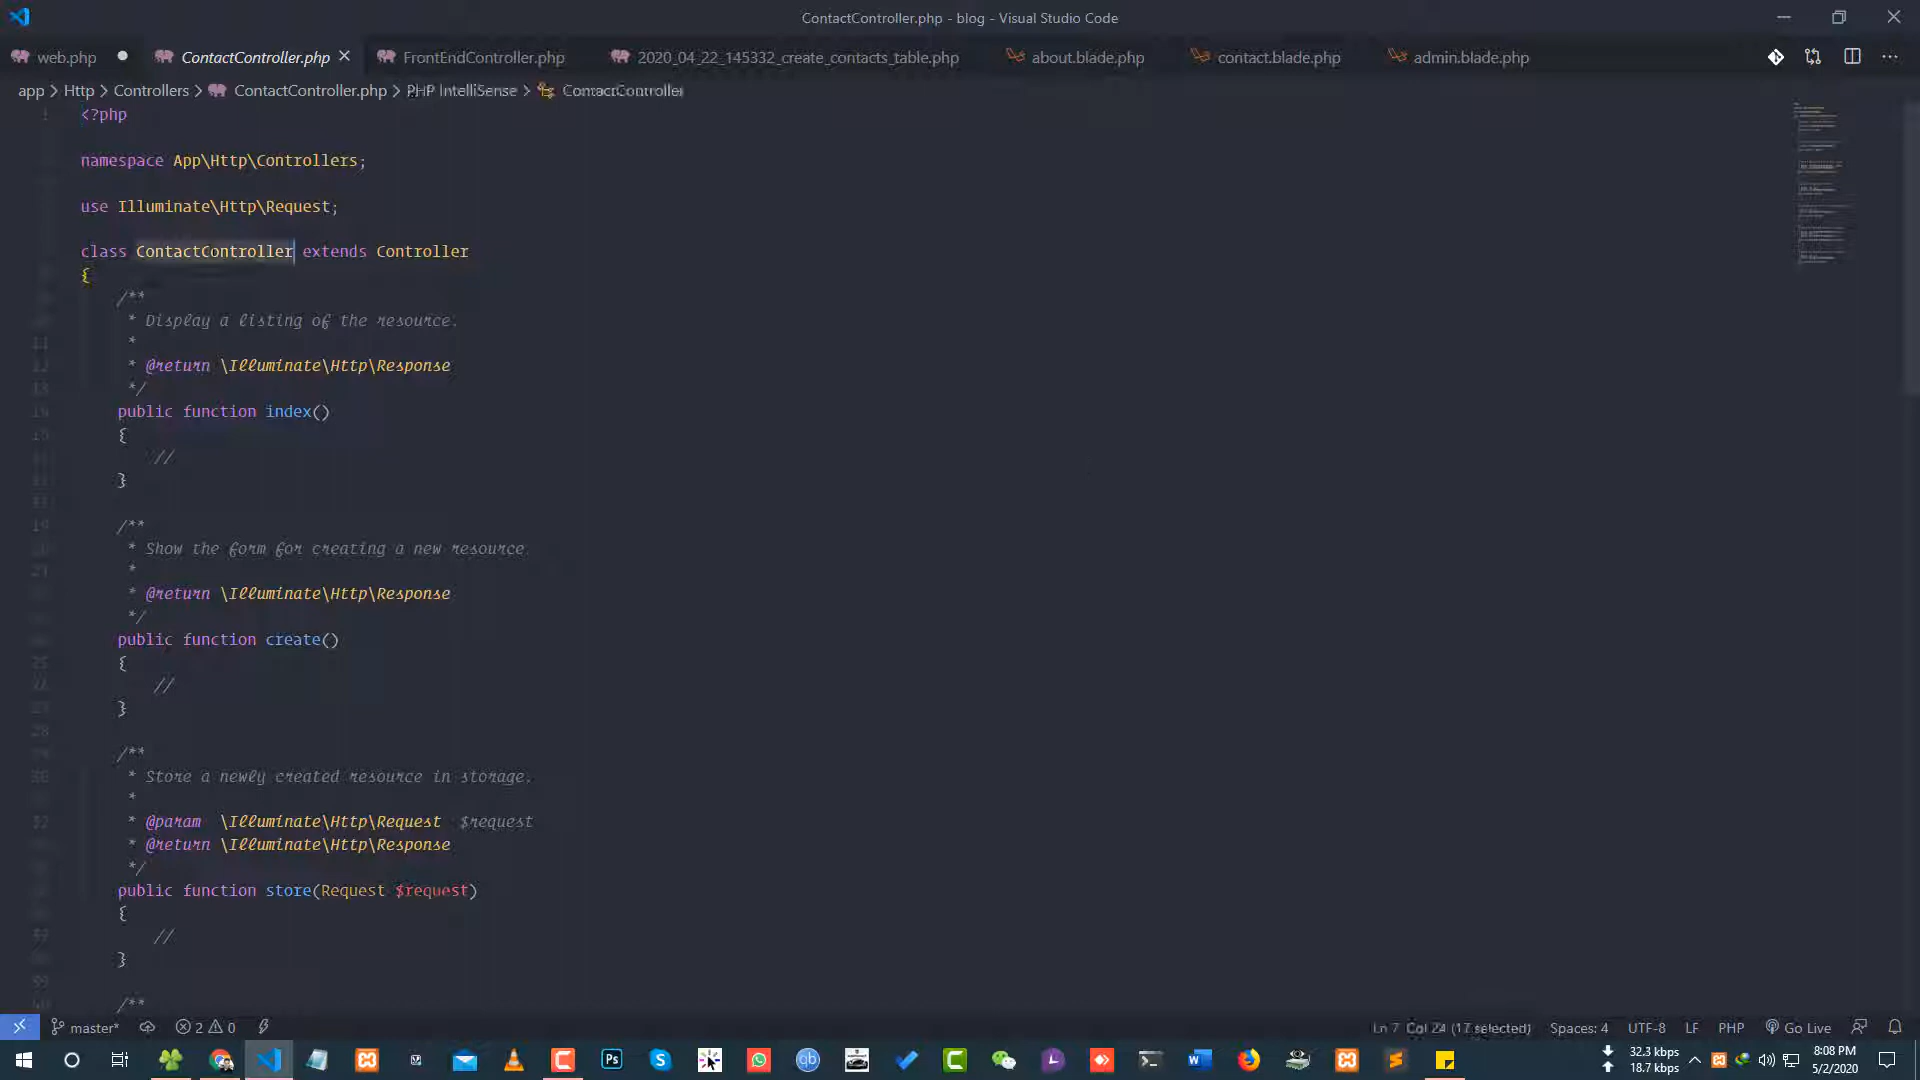 ContactController.php - blog - Visual Studio Code
web.php
ContactController.php
FrontEndController.php
2020_04_22_145332_create_contacts_table.php
about.blade.php
contact.blade.php
admin.blade.php
app > Http > Controllers > ContactController.php > PHP IntelliSense > ContactController
<?php
namespace App\Http\Controllers;
use Illuminate\Http\Request;
class ContactController extends Controller
{
/**
* Display a listing of the resource.
*
* @return \Illuminate\Http\Response
*/
public function index()
{
//
}
/**
* Show the form for creating a new resource.
*
* @return \Illuminate\Http\Response
*/
public function create()
{
//
}
/**
* Store a newly created resource in storage.
*
* @param  \Illuminate\Http\Request  $request
* @return \Illuminate\Http\Response
*/
public function store(Request $request)
{
//
}
/**
master*
2
0
Ln 7, Col 24 (17 selected)
Spaces: 4
UTF-8
LF
PHP
Go Live
Ps
qb
32.3 kbps
18.7 kbps
8:08 PM
5/2/2020